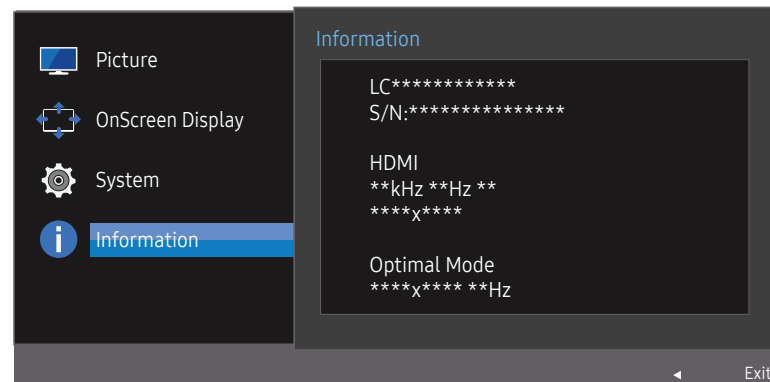 Picture
OnScreen Display
System
Information
Information
LC************
S/N:***************
HDMI
**kHz **Hz **
****x****
Optimal Mode
****x**** **Hz
Exit